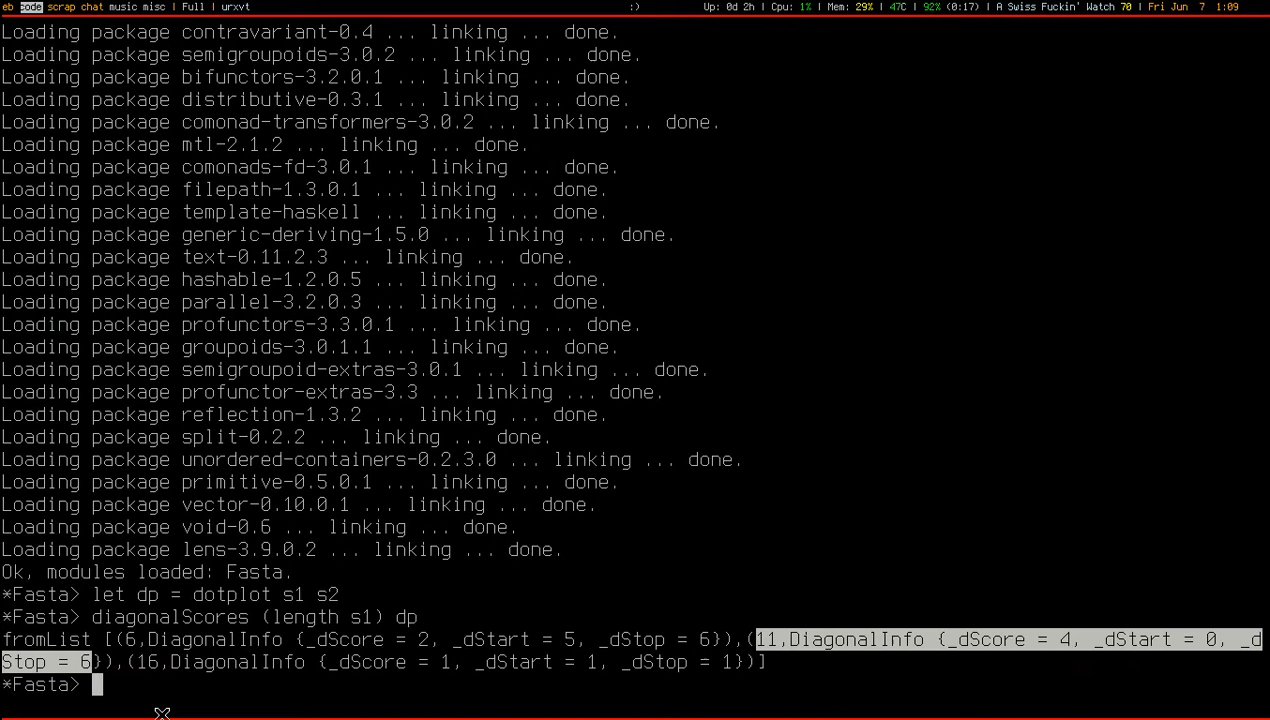 eb code scrap chat music misc | Full | urxvt :) Up: 0d 2h | Cpu: 1% | Mem: 29% | 47C | 92% (0:17) | A Swiss Fuckin' Watch 70 | Fri Jun 7 1:09
Loading package contravariant-0.4 ... linking ... done.
Loading package semigroupoids-3.0.2 ... linking ... done.
Loading package bifunctors-3.2.0.1 ... linking ... done.
Loading package distributive-0.3.1 ... linking ... done.
Loading package comonad-transformers-3.0.2 ... linking ... done.
Loading package mtl-2.1.2 ... linking ... done.
Loading package comonads-fd-3.0.1 ... linking ... done.
Loading package filepath-1.3.0.1 ... linking ... done.
Loading package template-haskell ... linking ... done.
Loading package generic-deriving-1.5.0 ... linking ... done.
Loading package text-0.11.2.3 ... linking ... done.
Loading package hashable-1.2.0.5 ... linking ... done.
Loading package parallel-3.2.0.3 ... linking ... done.
Loading package profunctors-3.3.0.1 ... linking ... done.
Loading package groupoids-3.0.1.1 ... linking ... done.
Loading package semigroupoid-extras-3.0.1 ... linking ... done.
Loading package profunctor-extras-3.3 ... linking ... done.
Loading package reflection-1.3.2 ... linking ... done.
Loading package split-0.2.2 ... linking ... done.
Loading package unordered-containers-0.2.3.0 ... linking ... done.
Loading package primitive-0.5.0.1 ... linking ... done.
Loading package vector-0.10.0.1 ... linking ... done.
Loading package void-0.6 ... linking ... done.
Loading package lens-3.9.0.2 ... linking ... done.
Ok, modules loaded: Fasta.
*Fasta> let dp = dotplot s1 s2
*Fasta> diagonalScores (length s1) dp
fromList [(6,DiagonalInfo {_dScore = 2, _dStart = 5, _dStop = 6}),(11,DiagonalInfo {_dScore = 4, _dStart = 0, _d
Stop = 6}),(16,DiagonalInfo {_dScore = 1, _dStart = 1, _dStop = 1})]
*Fasta>